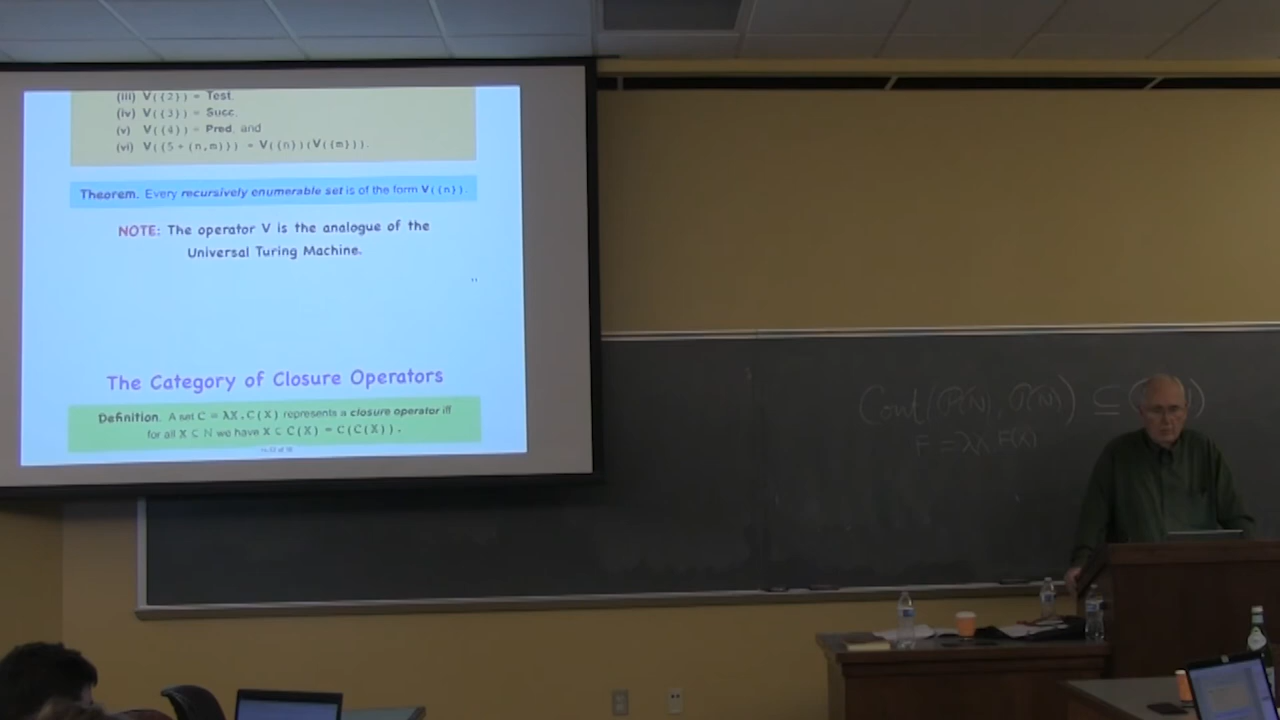 (iii) V({2}) = Test,
(iv) V({3}) = Succ,
(v) V({4}) = Pred, and
(vi) V({5 + (n,m)}) = V({n})(V({m})).
Theorem. Every recursively enumerable set is of the form V({n}).
NOTE: The operator V is the analogue of the
Universal Turing Machine.
The Category of Closure Operators
Definition. A set C = λX.C(X) represents a closure operator iff
for all X ⊆ N we have X ⊆ C(X) = C(C(X)).
Cont(P(N), P(N)) ⊆
F = λX.F(X)